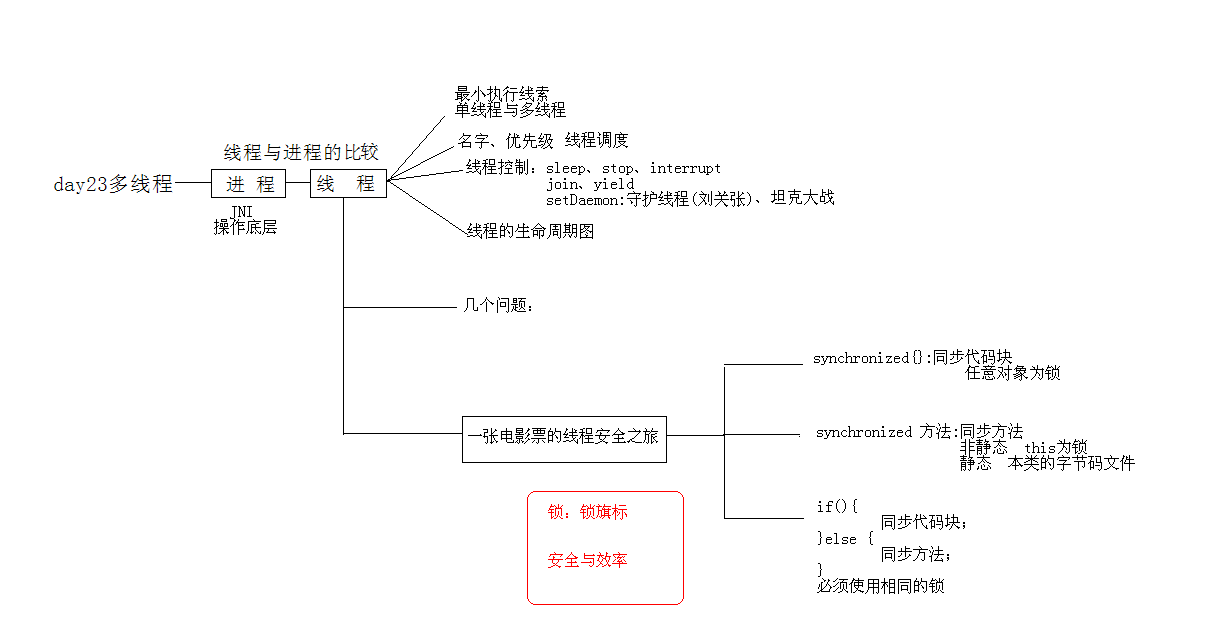 最小执行线索
单线程与多线程
名字、优先级 线程调度
线程与进程的比较
线程控制：sleep、stop、interrupt
join、yield
setDaemon:守护线程(刘关张)、坦克大战
day23多线程
进 程
线 程
JNI
操作底层
线程的生命周期图
几个问题：
synchronized{}:同步代码块
任意对象为锁
一张电影票的线程安全之旅
synchronized 方法:同步方法
非静态 this为锁
静态 本类的字节码文件
锁：锁旗标
安全与效率
if(){
同步代码块；
}else {
同步方法；
}
必须使用相同的锁